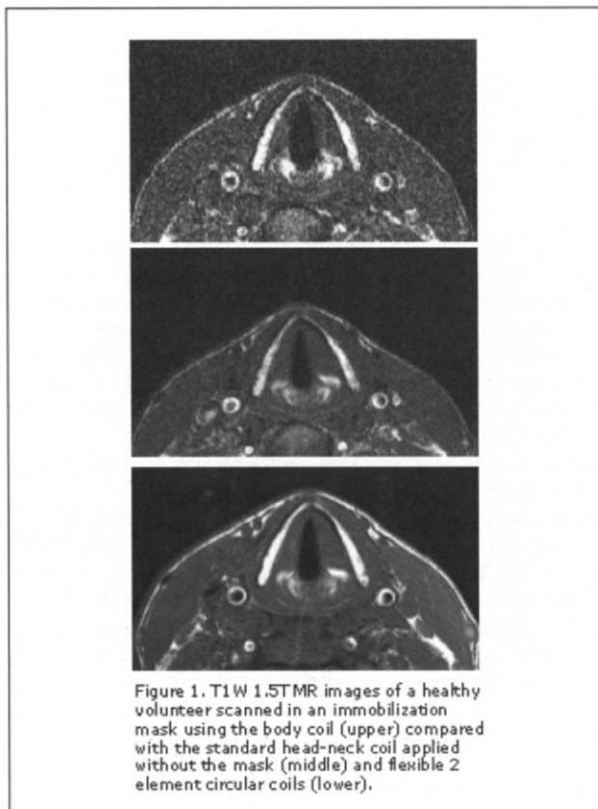 Figure 1. T1W 1.5T MR images of a healthy
volunteer scanned in an immobilization
mask using the body coil (upper) compared
with the standard head-neck coil applied
without the mask (middle) and flexible 2
element circular coils (lower).